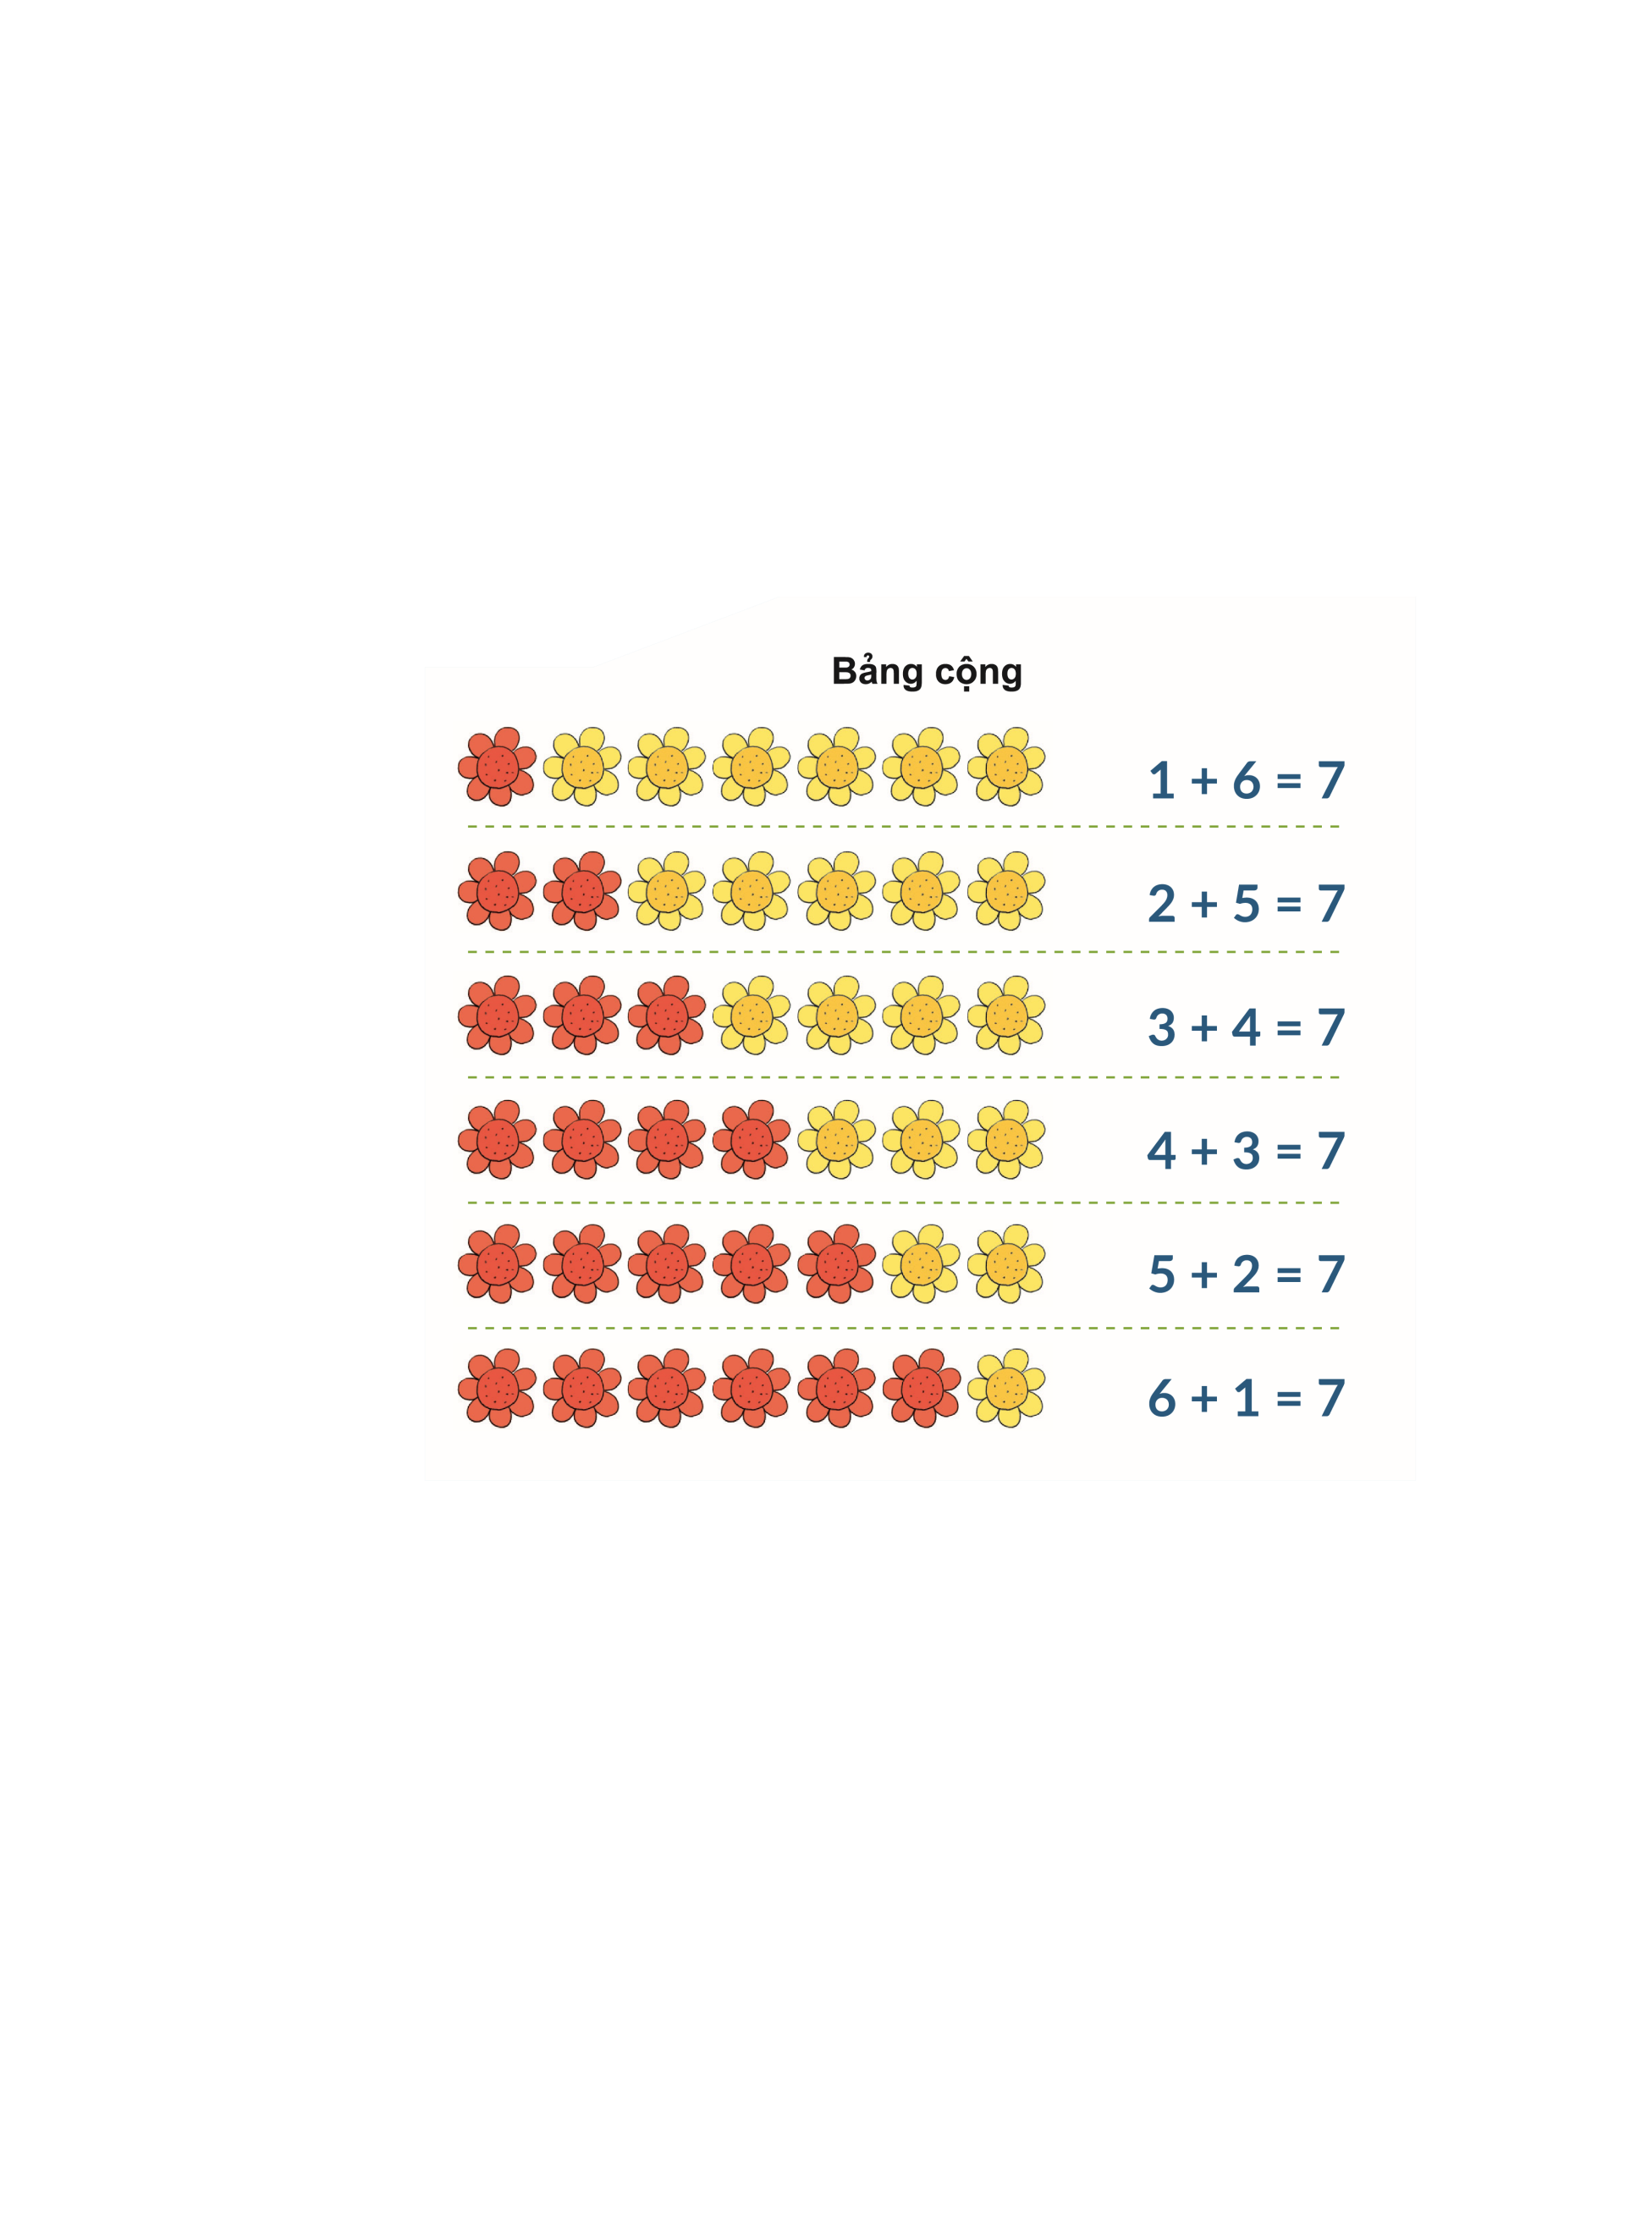 Bảng cộng
1 + 6 = 7
2 + 5 = 7
3 + 4 = 7
4 + 3 = 7
5 + 2 = 7
6 + 1 = 7